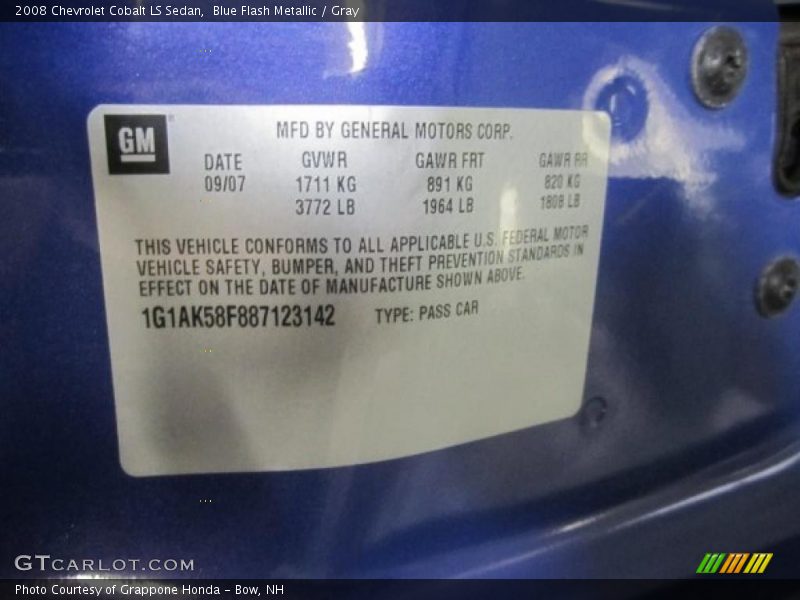 2008 Chevrolet Cobalt LS Sedan,  Blue Flash Metallic / Gray
GM
MFD BY GENERAL MOTORS CORP.
DATE GVWR GAWR FRT GAWR RR
09/07 1711 KG 891 KG 820 KG
3772 LB 1964 LB 1808 LB
THIS VEHICLE CONFORMS TO ALL APPLICABLE U.S. FEDERAL MOTOR
VEHICLE SAFETY, BUMPER, AND THEFT PREVENTION STANDARDS IN
EFFECT ON THE DATE OF MANUFACTURE SHOWN ABOVE.
1G1AK58F887123142 TYPE: PASS CAR
GTCARLOT.COM
Photo Courtesy of Grappone Honda - Bow, NH